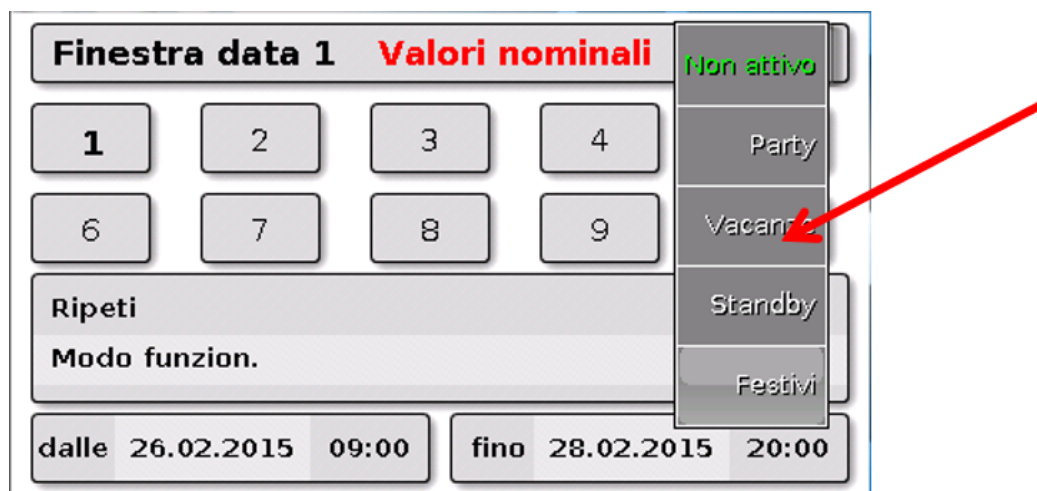 Finestra data 1 Valori nominali
Non attivo
1 2 3 4
Party
6 7 8 9
Vacanze
Ripeti
Standby
Modo funzion.
Festivi
dalle 26.02.2015 09:00 fino 28.02.2015 20:00